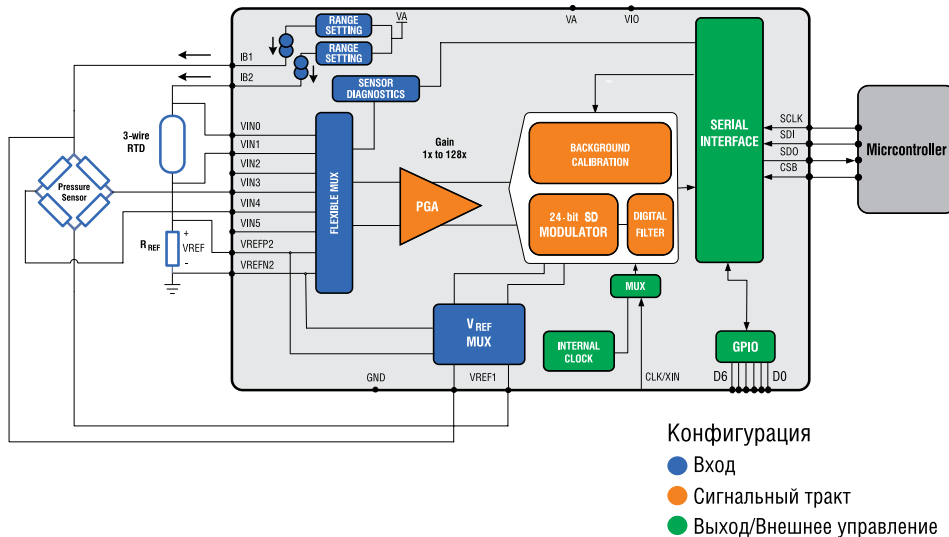 VA
VIO
RANGE
SETTING
VA
RANGE
SETTING
IB1
IB2
SENSOR
DIAGNOSTICS
3-wire
RTD
VIN0
VIN1
VIN2
VIN3
VIN4
VIN5
VREFP2
VREFN2
Pressure
Sensor
R REF
+
VREF
-
FLEXIBLE MUX
Gain
1x to 128x
PGA
BACKGROUND
CALIBRATION
24-bit SD
MODULATOR
DIGITAL
FILTER
SERIAL
INTERFACE
SCLK
SDI
SDO
CSB
Micrcontroller
MUX
V REF
MUX
INTERNAL
CLOCK
GPIO
D6
D0
GND
VREF1
CLK/XIN
Конфигурация
Вход
Сигнальный тракт
Выход/Внешнее управление